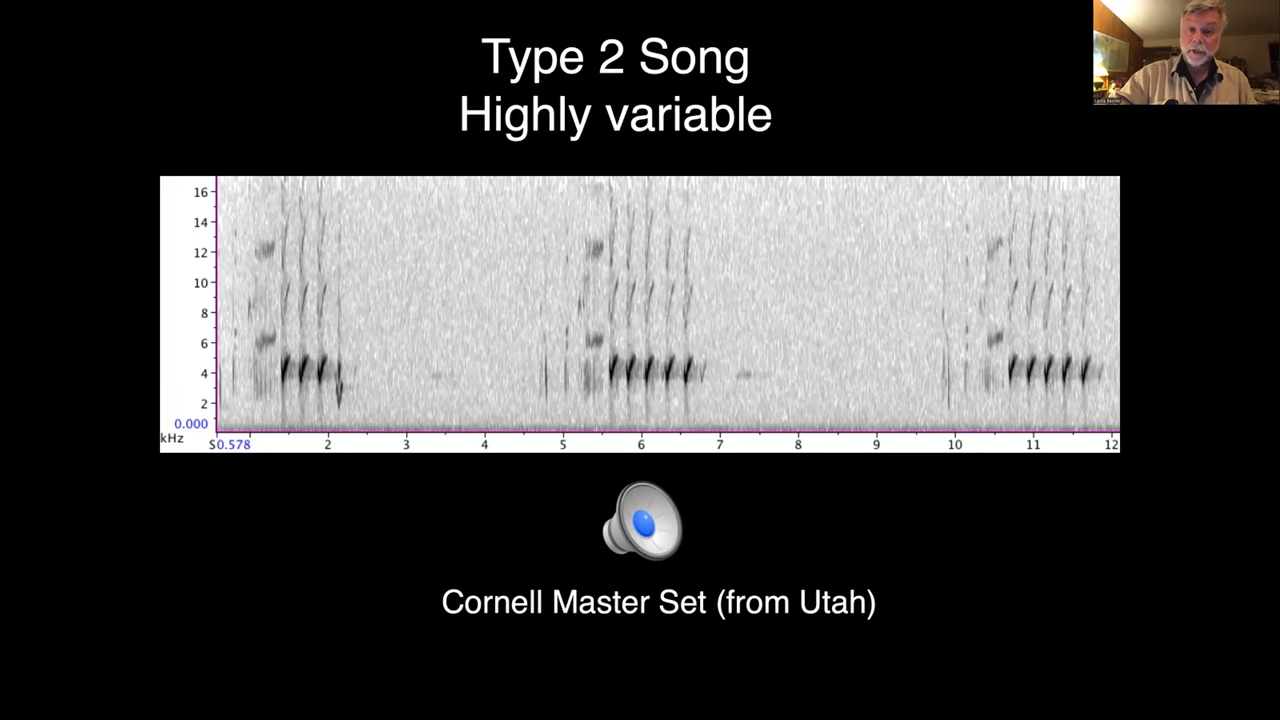 Type 2 Song
Highly variable
16
14
12
10
8
6
4
2
0.000
kHz
S0.578 2 3 4 5 6 7 8 9 10 11 12
Cornell Master Set (from Utah)